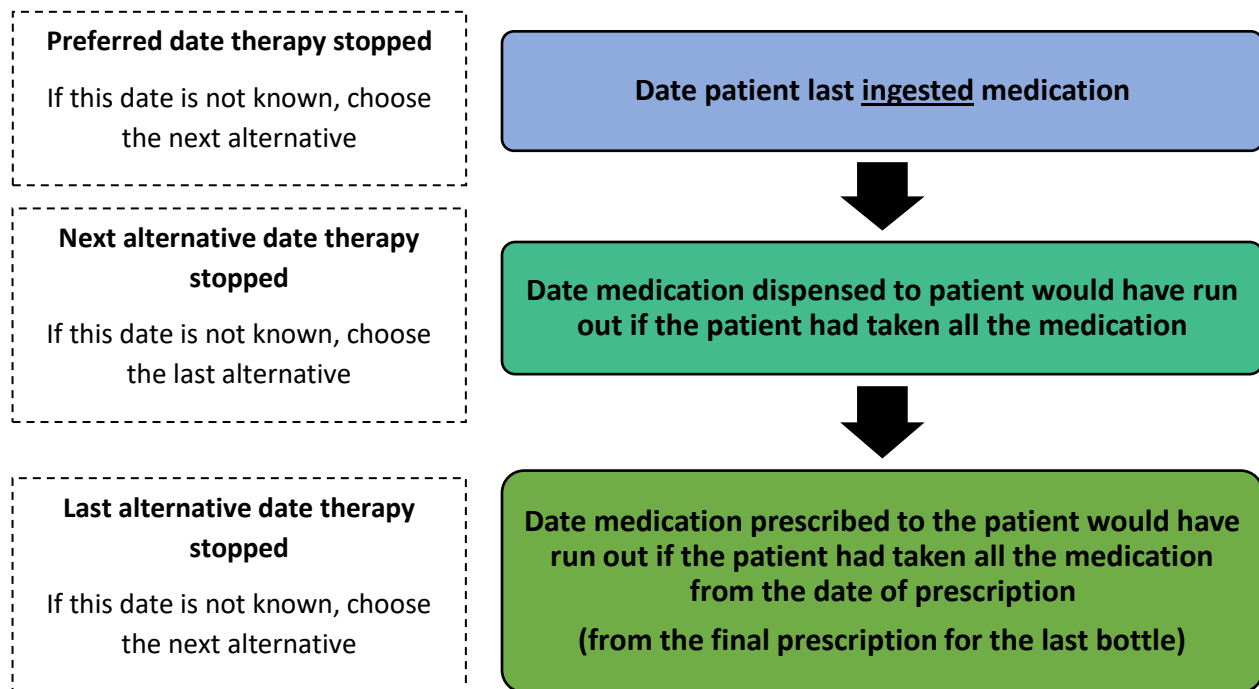 Preferred date therapy stopped
If this date is not known, choose
the next alternative
Date patient last ingested medication
Next alternative date therapy
stopped
If this date is not known, choose
the last alternative
Date medication dispensed to patient would have run
out if the patient had taken all the medication
Last alternative date therapy
stopped
If this date is not known, choose
the next alternative
Date medication prescribed to the patient would have
run out if the patient had taken all the medication
from the date of prescription
(from the final prescription for the last bottle)